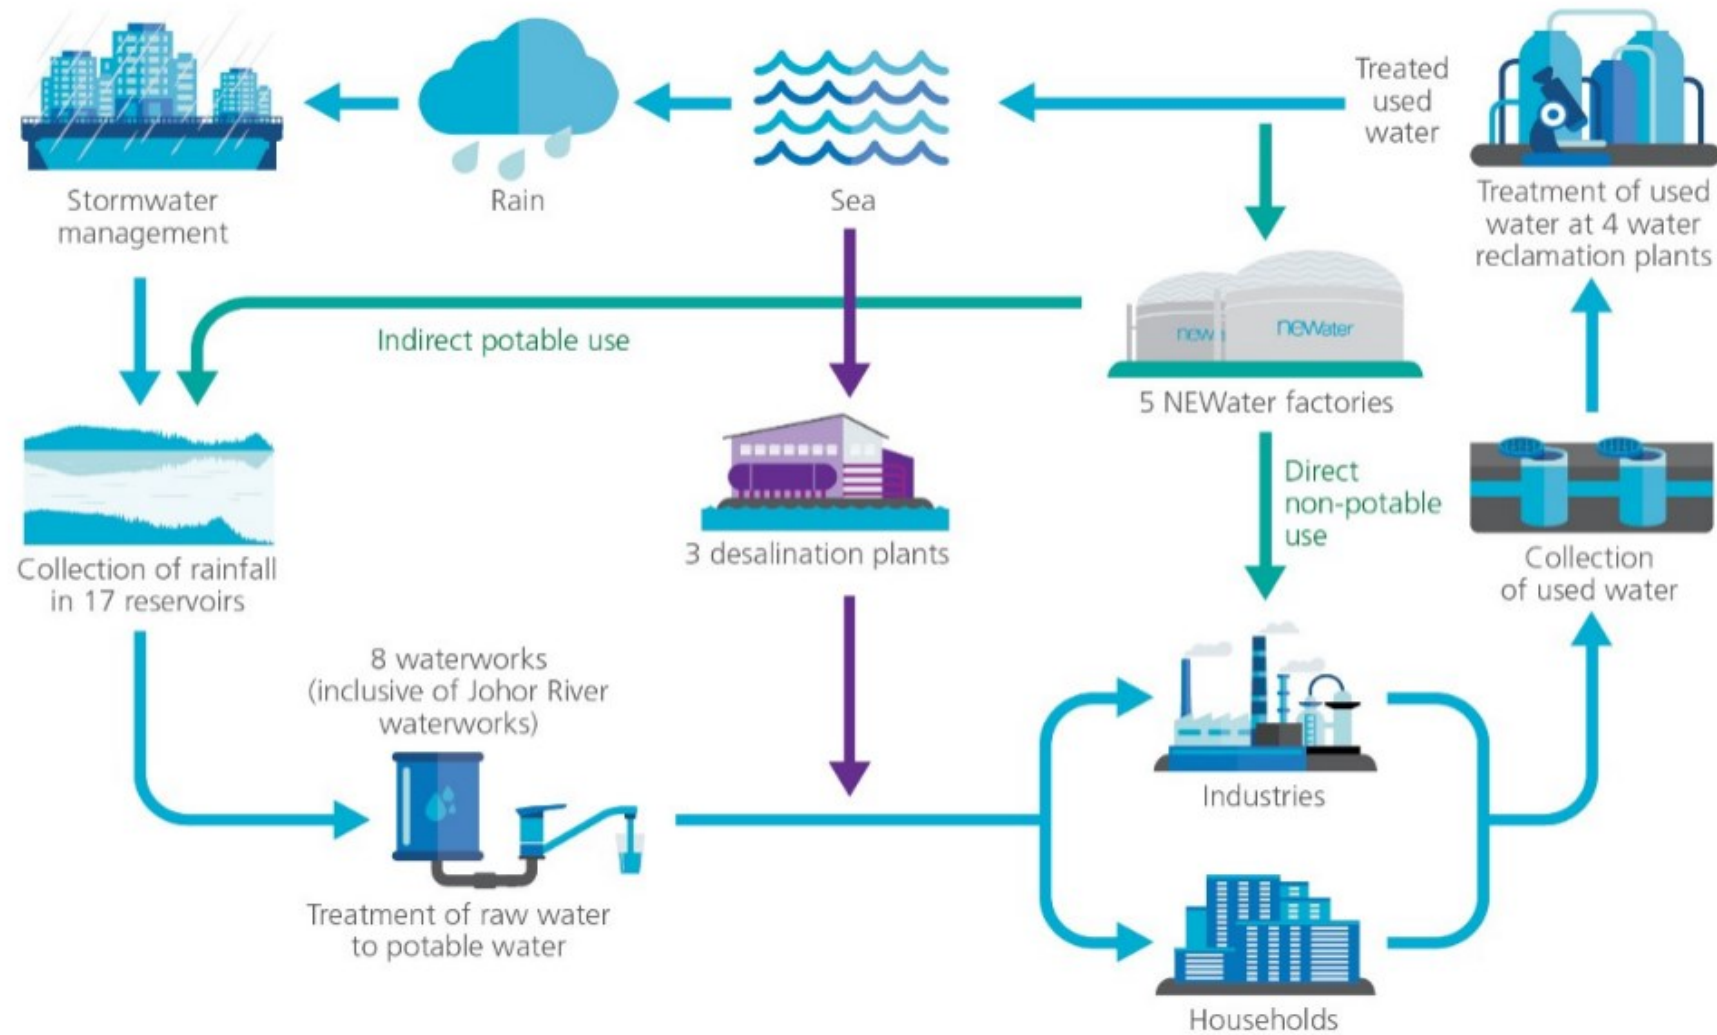 Stormwater
management
Rain
Sea
Treated
used
water
Treatment of used
water at 4 water
reclamation plants
Indirect potable use
newa
newater
5 NEWater factories
Direct
non-potable
use
Collection of rainfall
in 17 reservoirs
3 desalination plants
Collection
of used water
8 waterworks
(inclusive of Johor River
waterworks)
Treatment of raw water
to potable water
Industries
Households